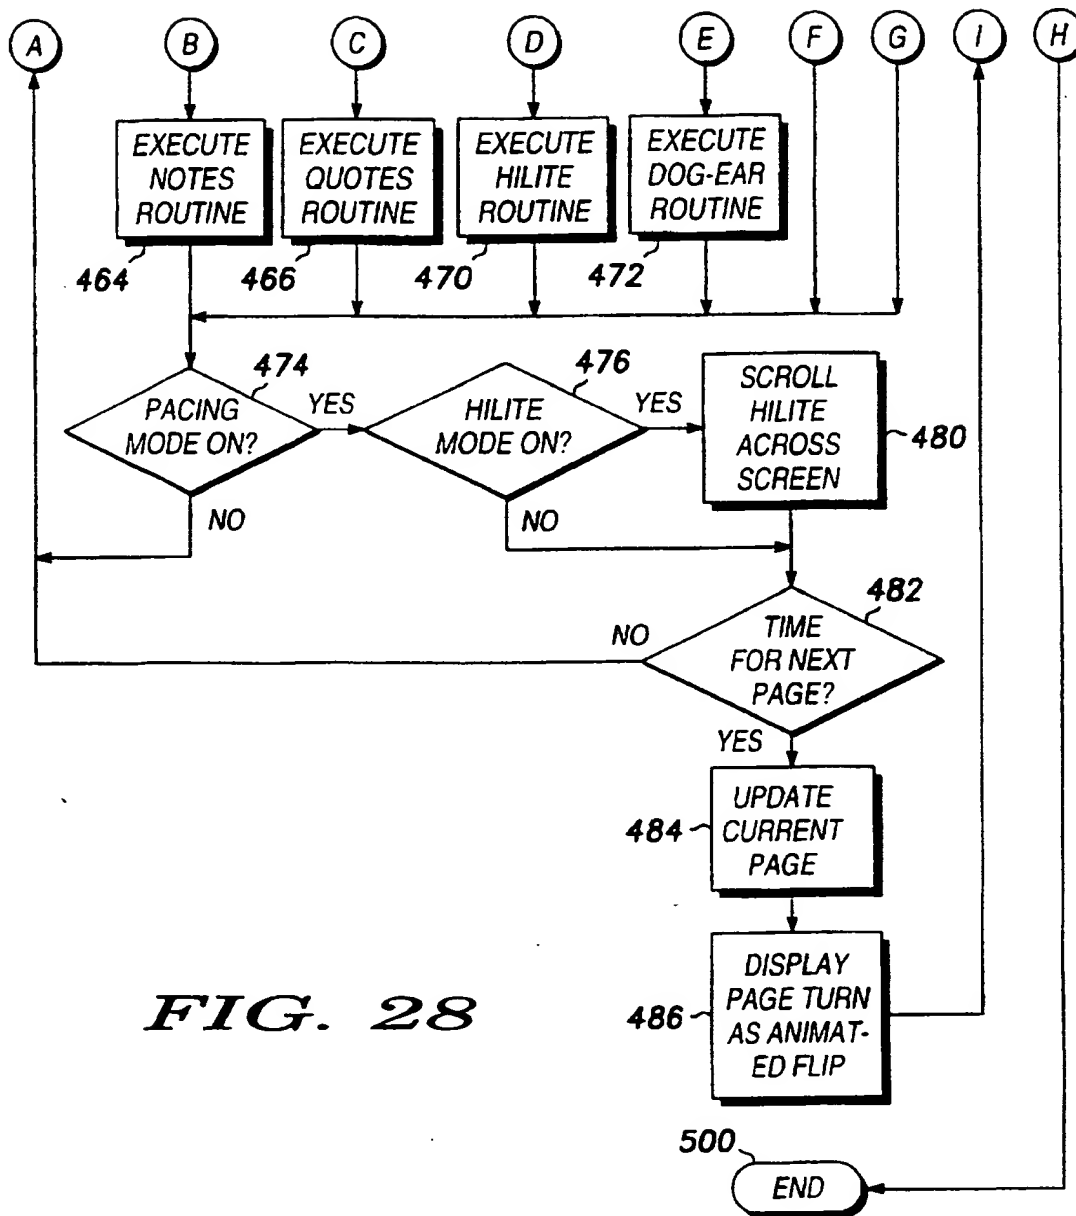 A B C D E F G I H
EXECUTE
NOTES
ROUTINE
464
EXECUTE
QUOTES
ROUTINE
466
EXECUTE
HILITE
ROUTINE
470
EXECUTE
DOG-EAR
ROUTINE
472
PACING
MODE ON?
474
YES
NO
HILITE
MODE ON?
476
YES
NO
SCROLL
HILITE
ACROSS
SCREEN
480
TIME
FOR NEXT
PAGE?
482
NO
YES
UPDATE
CURRENT
PAGE
484
DISPLAY
PAGE TURN
AS ANIMAT-
ED FLIP
486
FIG. 28
500
END